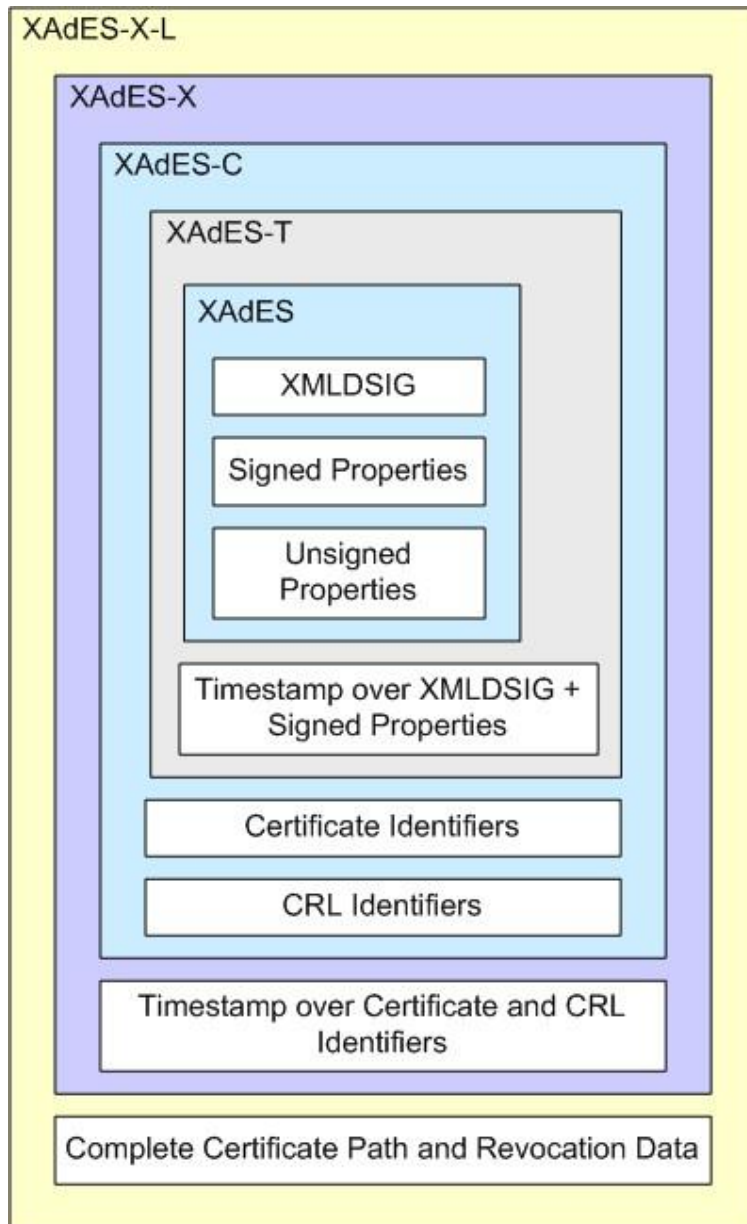 XAdES-X-L
XAdES-X
XAdES-C
XAdES-T
XAdES
XMLDSIG
Signed Properties
Unsigned
Properties
Timestamp over XMLDSIG +
Signed Properties
Certificate Identifiers
CRL Identifiers
Timestamp over Certificate and CRL
Identifiers
Complete Certificate Path and Revocation Data